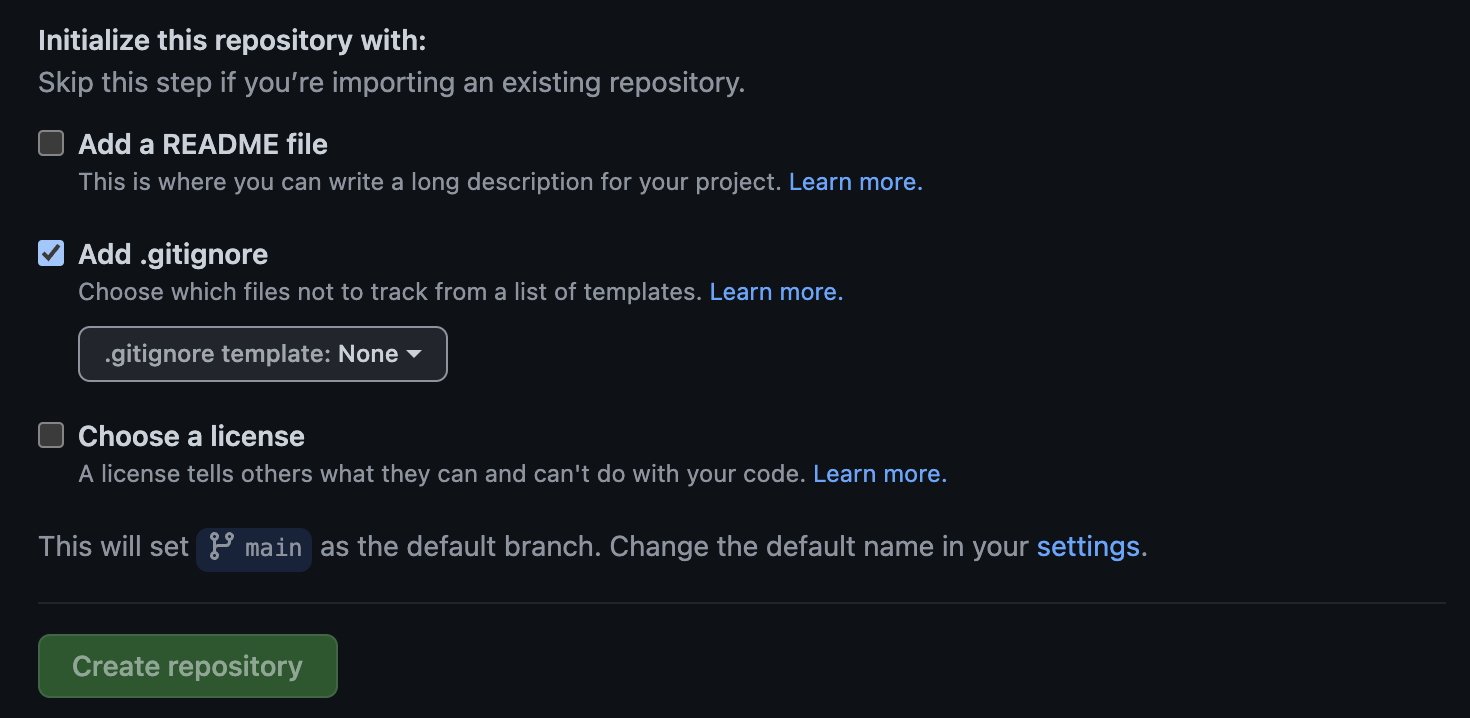 Initialize this repository with:
Skip this step if you’re importing an existing repository.
Add a README file
This is where you can write a long description for your project. Learn more.
Add .gitignore
Choose which files not to track from a list of templates. Learn more.
.gitignore template: None
Choose a license
A license tells others what they can and can't do with your code. Learn more.
This will set main as the default branch. Change the default name in your settings.
Create repository